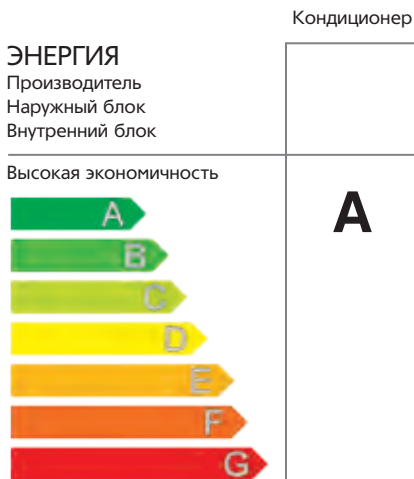 Кондиционер
ЭНЕРГИЯ
Производитель
Наружный блок
Внутренний блок
Высокая экономичность
A
A
B
C
D
E
F
G